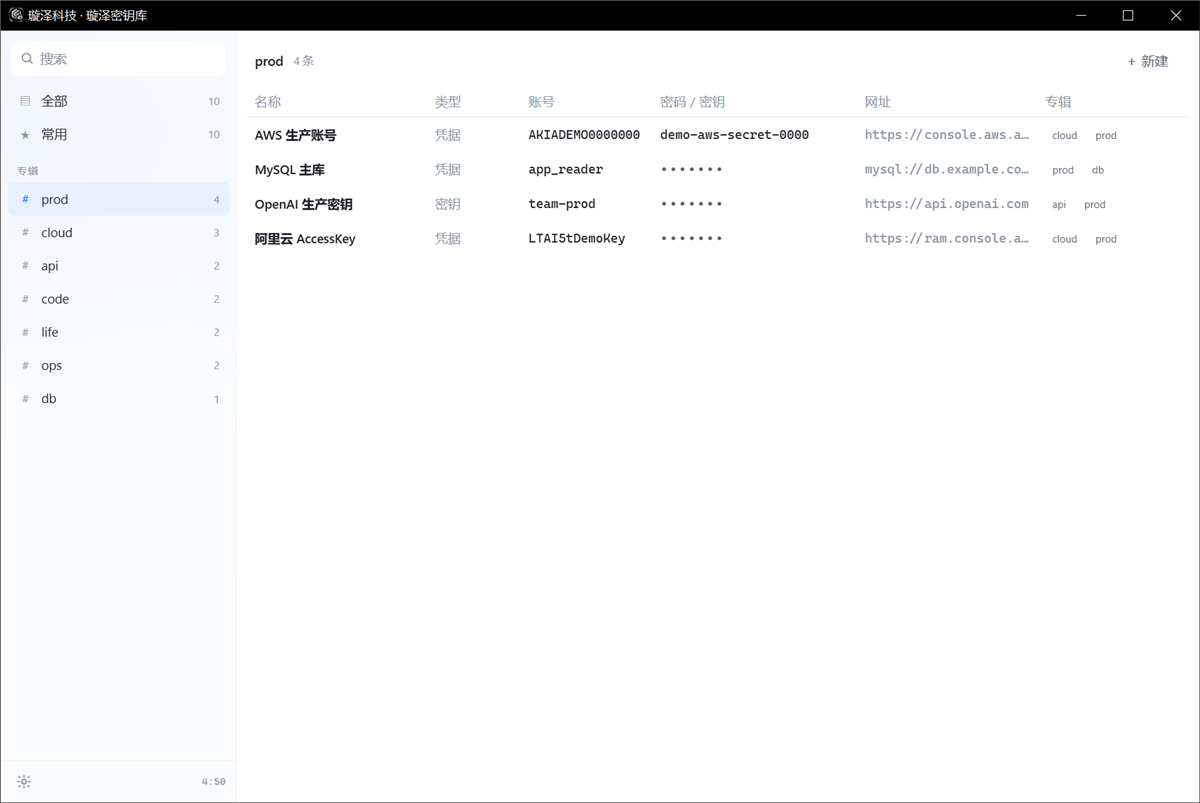 璇泽科技 · 璇泽密钥库
搜索
全部 10
常用 10
专辑
# prod 4
# cloud 3
# api 2
# code 2
# life 2
# ops 2
# db 1
4:50
prod 4 条
+ 新建
名称 类型 账号 密码 / 密钥 网址 专辑
AWS 生产账号 凭据 AKIADEMO0000000 demo-aws-secret-0000 https://console.aws.a… cloud prod
MySQL 主库 凭据 app_reader ••••••• mysql://db.example.co… prod db
OpenAI 生产密钥 密钥 team-prod ••••••• https://api.openai.com api prod
阿里云 AccessKey 凭据 LTAI5tDemoKey ••••••• https://ram.console.a… cloud prod